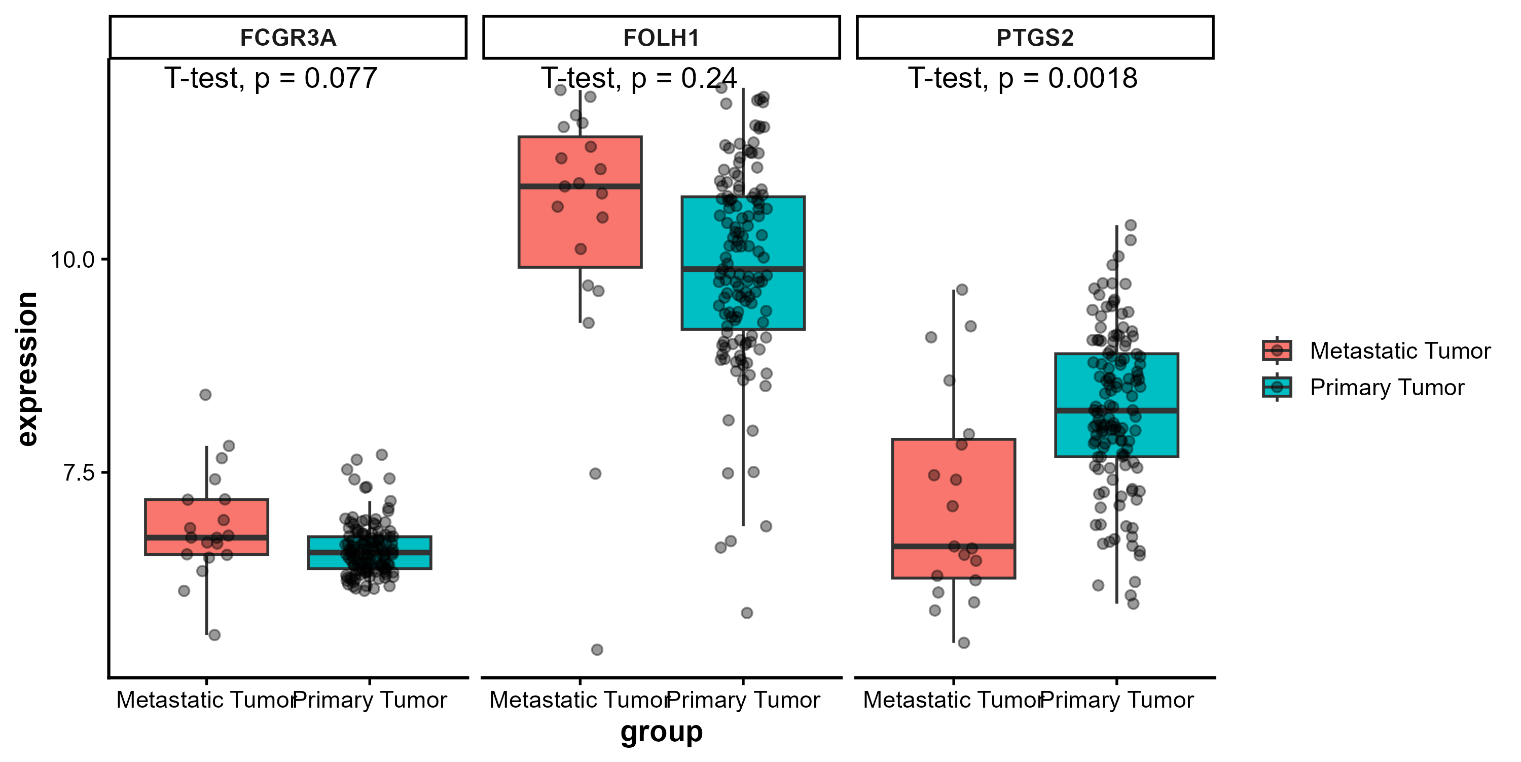 FCGR3A
FOLH1
PTGS2
T-test, p = 0.077
T-test, p = 0.24
T-test, p = 0.0018
expression
10.0
7.5
Metastatic Tumor
Primary Tumor
Metastatic Tumor
Primary Tumor
Metastatic Tumor
Primary Tumor
Metastatic Tumor
Primary Tumor
group